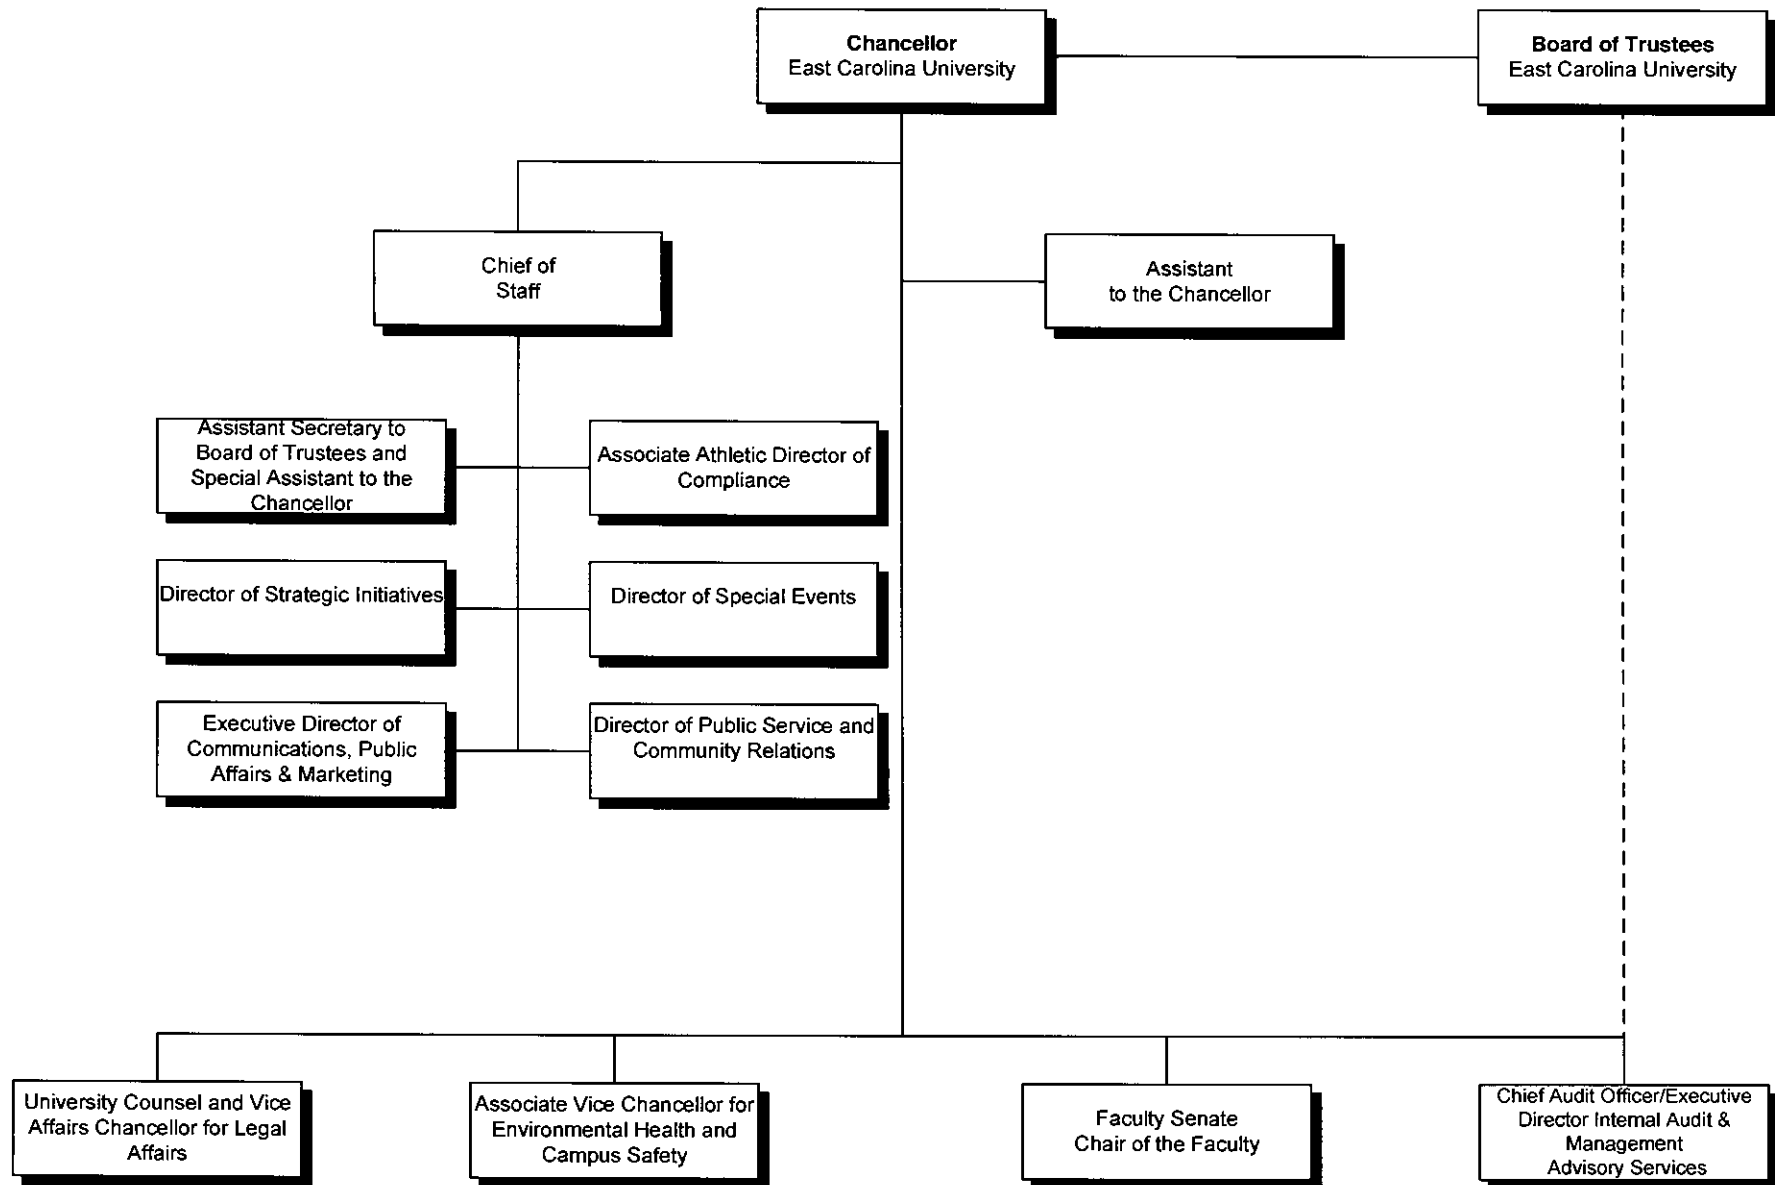 Chancellor
East Carolina University
Board of Trustees
East Carolina University
Chief of
Staff
Assistant
to the Chancellor
Assistant Secretary to
Board of Trustees and
Special Assistant to the
Chancellor
Associate Athletic Director of
Compliance
Director of Strategic Initiatives
Director of Special Events
Executive Director of
Communications, Public
Affairs & Marketing
Director of Public Service and
Community Relations
University Counsel and Vice
Affairs Chancellor for Legal
Affairs
Associate Vice Chancellor for
Environmental Health and
Campus Safety
Faculty Senate
Chair of the Faculty
Chief Audit Officer/Executive
Director Internal Audit &
Management
Advisory Services